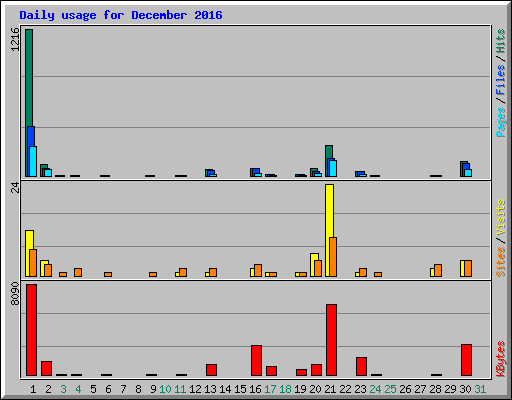 Daily usage for December 2016
1216
Pages/Files/Hits
24
Sites/Visits
8090
KBytes
1 2 3 4 5 6 7 8 9 10 11 12 13 14 15 16 17 18 19 20 21 22 23 24 25 26 27 28 29 30 31